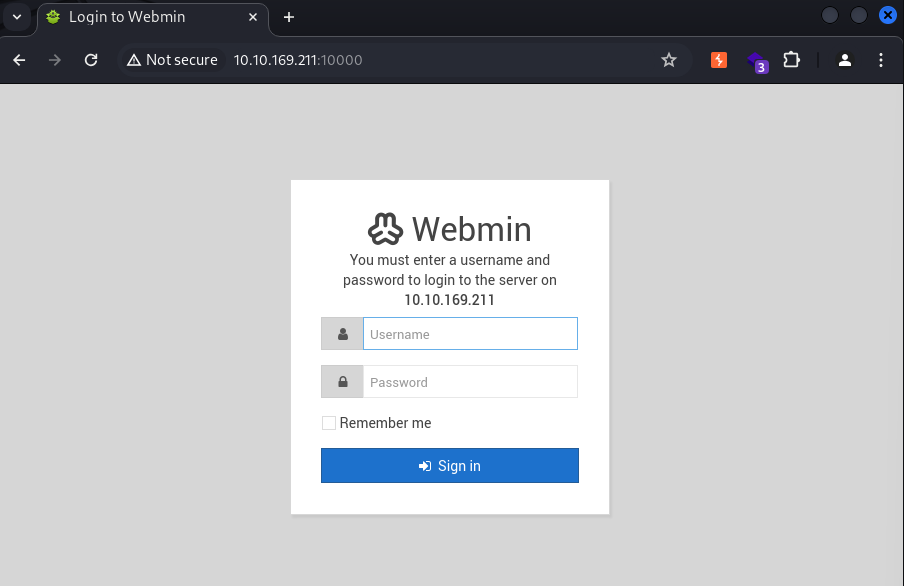 Login to Webmin
Not secure 10.10.169.211:10000
3
Webmin
You must enter a username and
password to login to the server on
10.10.169.211
Username
Password
Remember me
Sign in